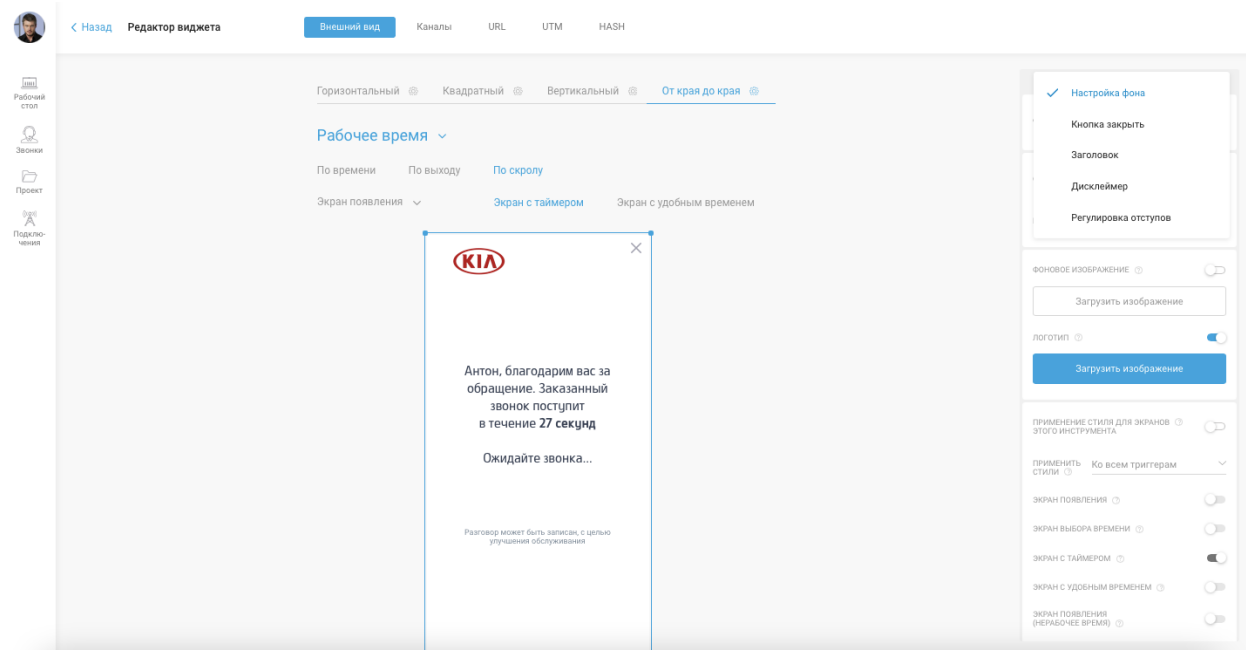 Назад
Редактор виджета
Внешний вид
Каналы
URL
UTM
HASH
Рабочий
стол
Звонки
Проект
Подклю-
чения
Горизонтальный
Квадратный
Вертикальный
От края до края
Рабочее время
По времени
По выходу
По скролу
Экран появления
Экран с таймером
Экран с удобным временем
KIA
Антон, благодарим вас за
обращение. Заказанный
звонок поступит
в течение 27 секунд
Ожидайте звонка...
Разговор может быть записан, с целью
улучшения обслуживания
Настройка фона
Кнопка закрыть
Заголовок
Дисклеймер
Регулировка отступов
ФОНОВОЕ ИЗОБРАЖЕНИЕ
Загрузить изображение
ЛОГОТИП
Загрузить изображение
ПРИМЕНЕНИЕ СТИЛЯ ДЛЯ ЭКРАНОВ
ЭТОГО ИНСТРУМЕНТА
ПРИМЕНИТЬ
СТИЛИ
Ко всем триггерам
ЭКРАН ПОЯВЛЕНИЯ
ЭКРАН ВЫБОРА ВРЕМЕНИ
ЭКРАН С ТАЙМЕРОМ
ЭКРАН С УДОБНЫМ ВРЕМЕНЕМ
ЭКРАН ПОЯВЛЕНИЯ
(НЕРАБОЧЕЕ ВРЕМЯ)